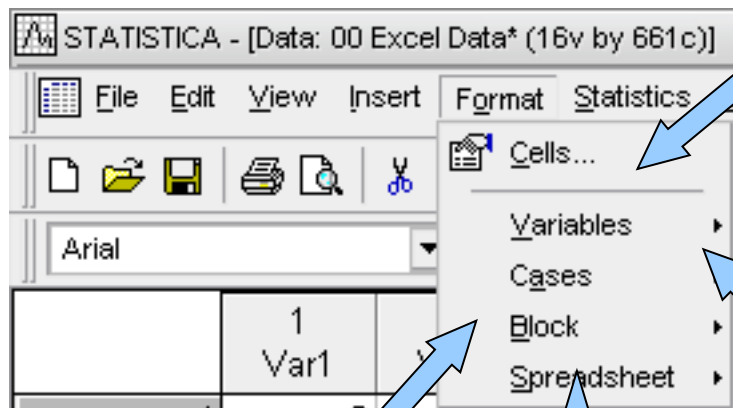 STATISTICA - [Data: 00 Excel Data* (16v by 661c)]
File Edit View Insert Format Statistics
Cells...
Variables
Arial
Cases
1
Block
Var1
Spreadsheet